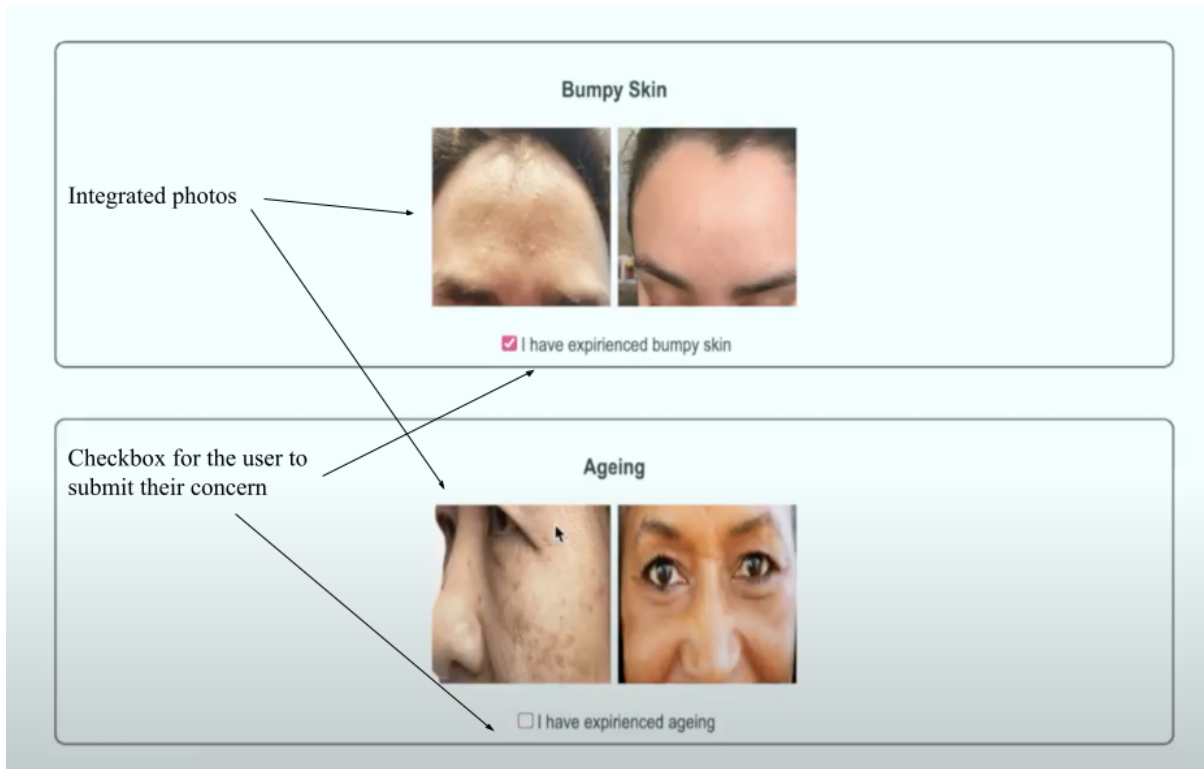 Bumpy Skin
Integrated photos
I have expirienced bumpy skin
Checkbox for the user to
submit their concern
Ageing
I have expirienced ageing